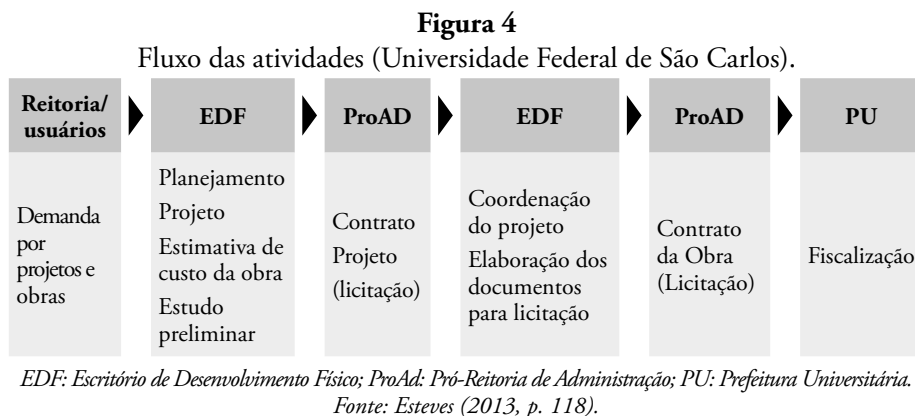 Figura 4
Fluxo das atividades (Universidade Federal de São Carlos).
Reitoria/
usuários
EDF
ProAD
EDF
ProAD
PU
Demanda
por
projetos e
obras
Planejamento
Projeto
Estimativa de
custo da obra
Estudo
preliminar
Contrato
Projeto
(licitação)
Coordenação
do projeto
Elaboração dos
documentos
para licitação
Contrato
da Obra
(Licitação)
Fiscalização
EDF: Escritório de Desenvolvimento Físico; ProAd: Pró-Reitoria de Administração; PU: Prefeitura Universitária.
Fonte: Esteves (2013, p. 118).